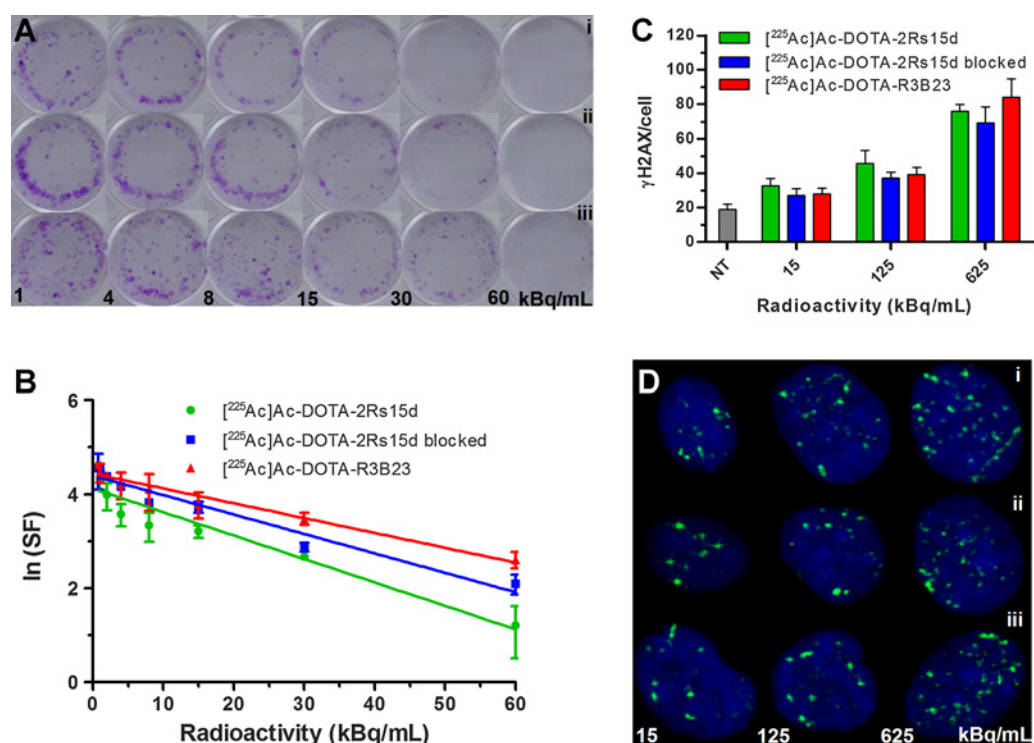 A
i
ii
iii
1 4 8 15 30 60 kBq/mL
B
6
4
2
0
ln (SF)
[²²⁵Ac]Ac-DOTA-2Rs15d
[²²⁵Ac]Ac-DOTA-2Rs15d blocked
[²²⁵Ac]Ac-DOTA-R3B23
0 10 20 30 40 50 60
Radioactivity (kBq/mL)
C
120
100
80
60
40
20
0
γH2AX/cell
[²²⁵Ac]Ac-DOTA-2Rs15d
[²²⁵Ac]Ac-DOTA-2Rs15d blocked
[²²⁵Ac]Ac-DOTA-R3B23
NT 15 125 625
Radioactivity (kBq/mL)
D
i
ii
iii
15 125 625 kBq/mL